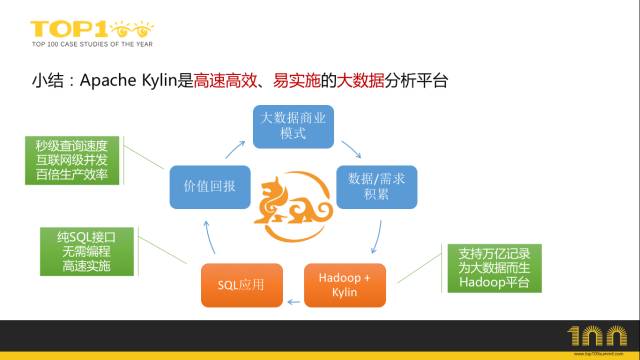 TOP100
TOP 100 CASE STUDIES OF THE YEAR
小结：Apache Kylin是高速高效、易实施的大数据分析平台
大数据商业
模式
秒级查询速度
互联网级并发
百倍生产效率
价值回报
数据/需求
积累
纯SQL接口
无需编程
高速实施
SQL应用
Hadoop +
Kylin
支持万亿记录
为大数据而生
Hadoop平台
100
www.top100summit.com